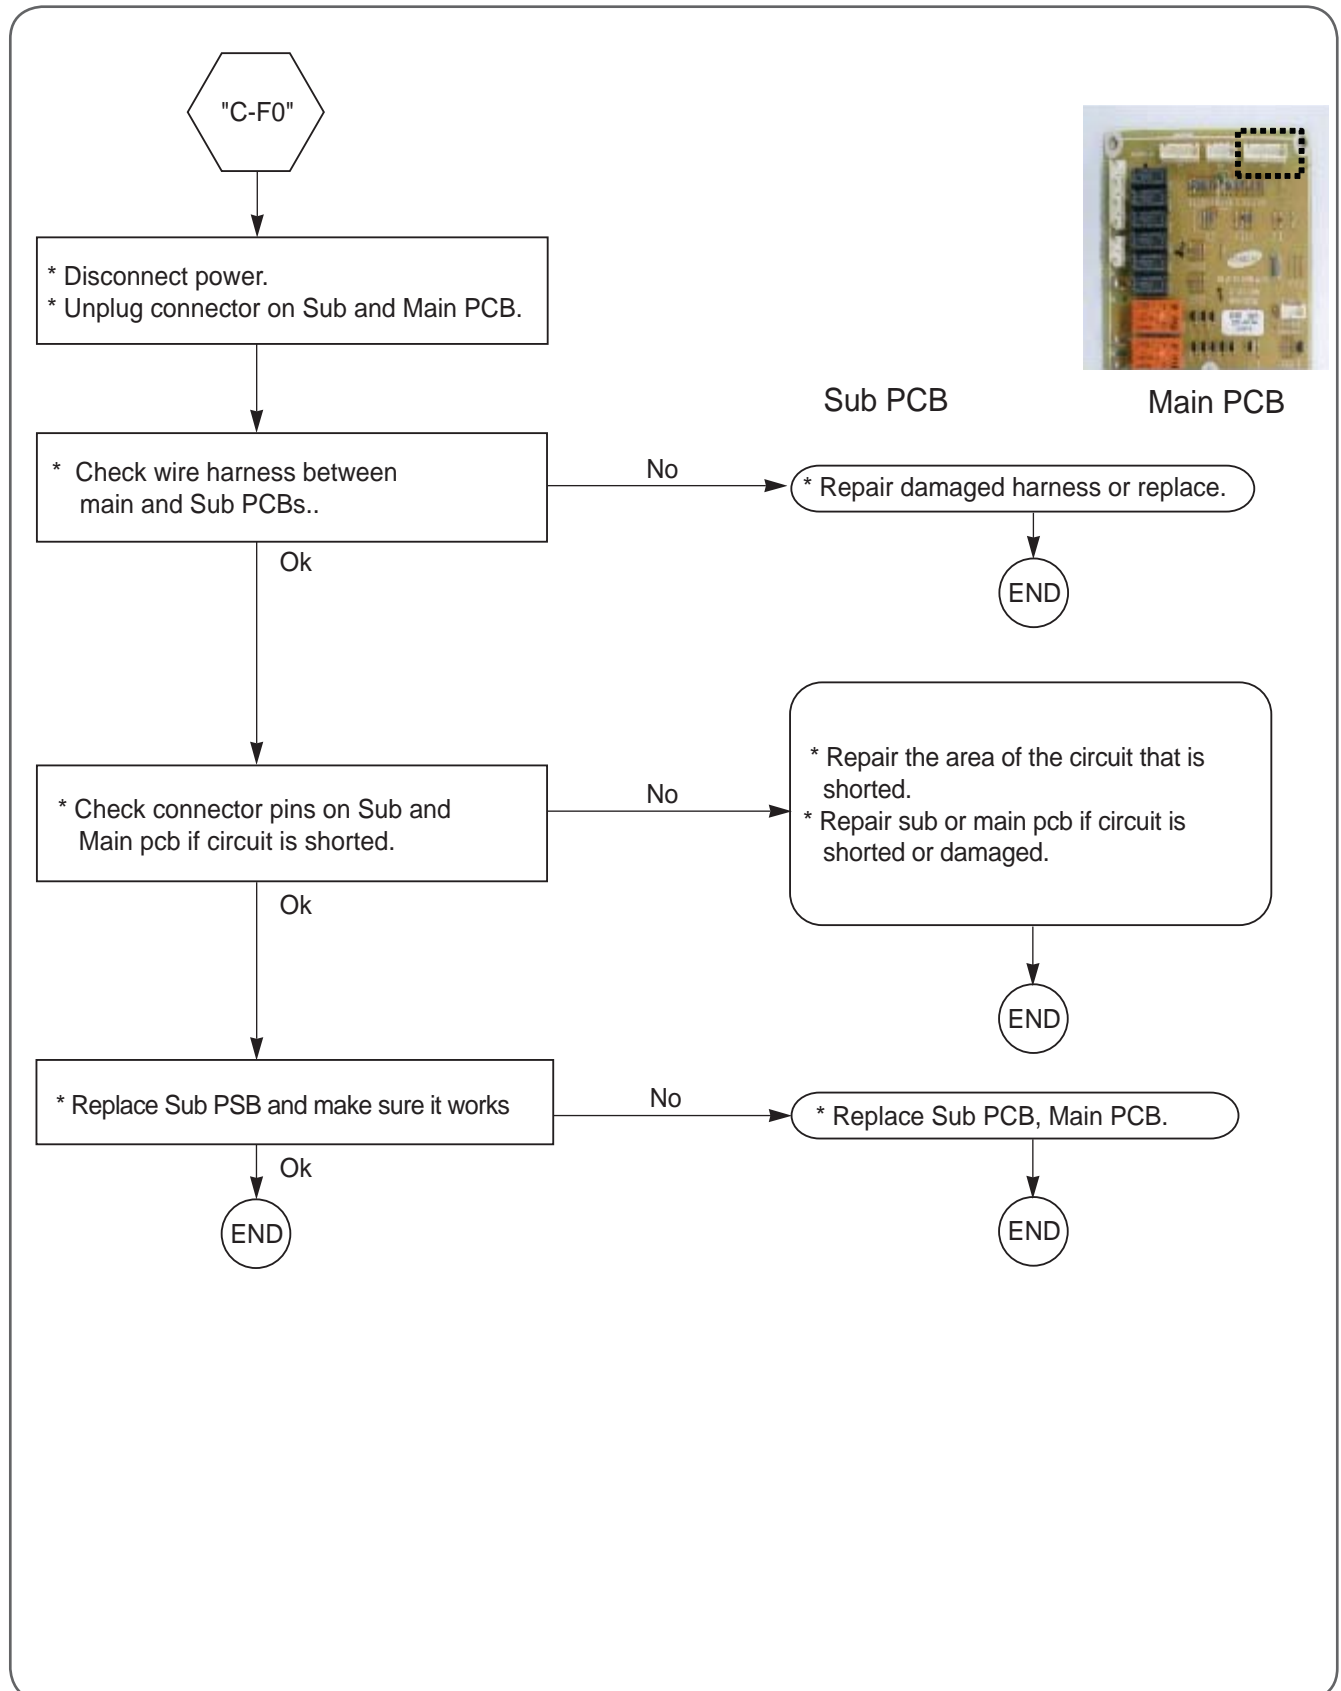 "C-F0"
* Disconnect power.
* Unplug connector on Sub and Main PCB.
Sub PCB
Main PCB
* Check wire harness between
main and Sub PCBs..
No
* Repair damaged harness or replace.
Ok
END
* Check connector pins on Sub and
Main pcb if circuit is shorted.
No
* Repair the area of the circuit that is
shorted.
* Repair sub or main pcb if circuit is
shorted or damaged.
Ok
END
* Replace Sub PSB and make sure it works
No
* Replace Sub PCB, Main PCB.
Ok
END
END